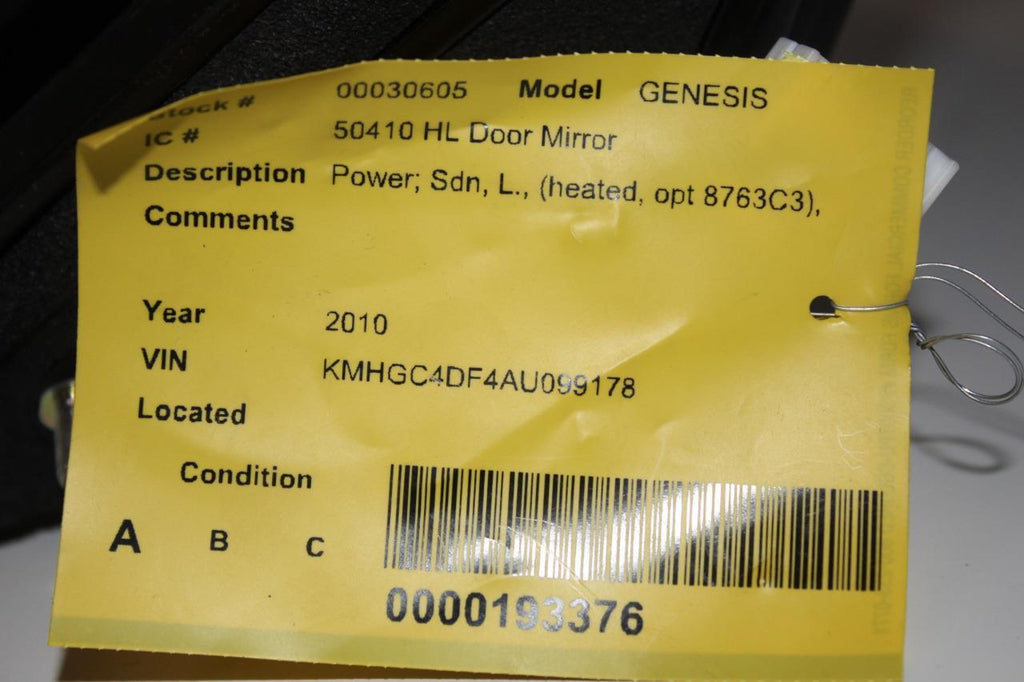 Stock # 00030605 Model GENESIS
IC # 50410 HL Door Mirror
Description Power; Sdn, L., (heated, opt 8763C3),
Comments
Year 2010
VIN KMHGC4DF4AU099178
Located
Condition
A B C
0000193376